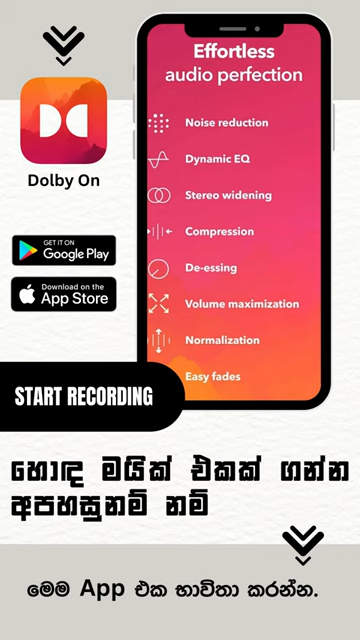 Effortless
audio perfection
Dolby On
Noise reduction
Dynamic EQ
Stereo widening
Compression
De-essing
Volume maximization
Normalization
Easy fades
GET IT ON
Google Play
Download on the
App Store
START RECORDING
හොඳ මයික් එකක් ගන්න
අපහසුනම් නම්
මෙම App එක භාවිතා කරන්න.